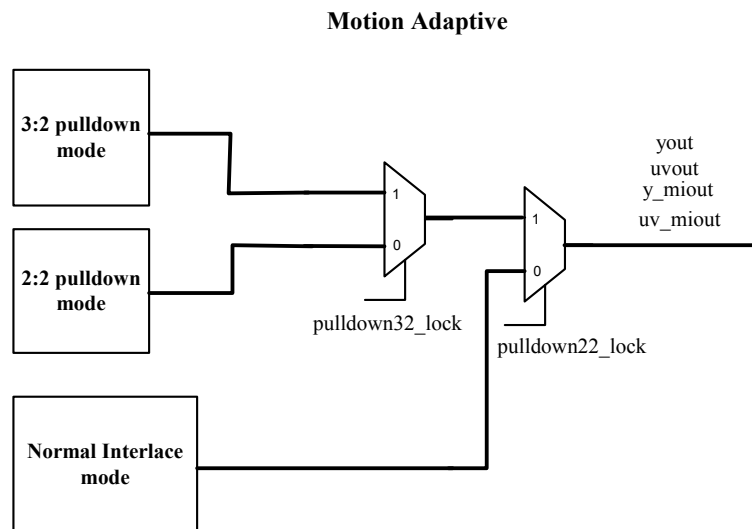 Motion Adaptive
3:2 pulldown
mode
yout
uvout
y_miout
uv_miout
1
0
1
0
2:2 pulldown
mode
pulldown32_lock
pulldown22_lock
Normal Interlace
mode